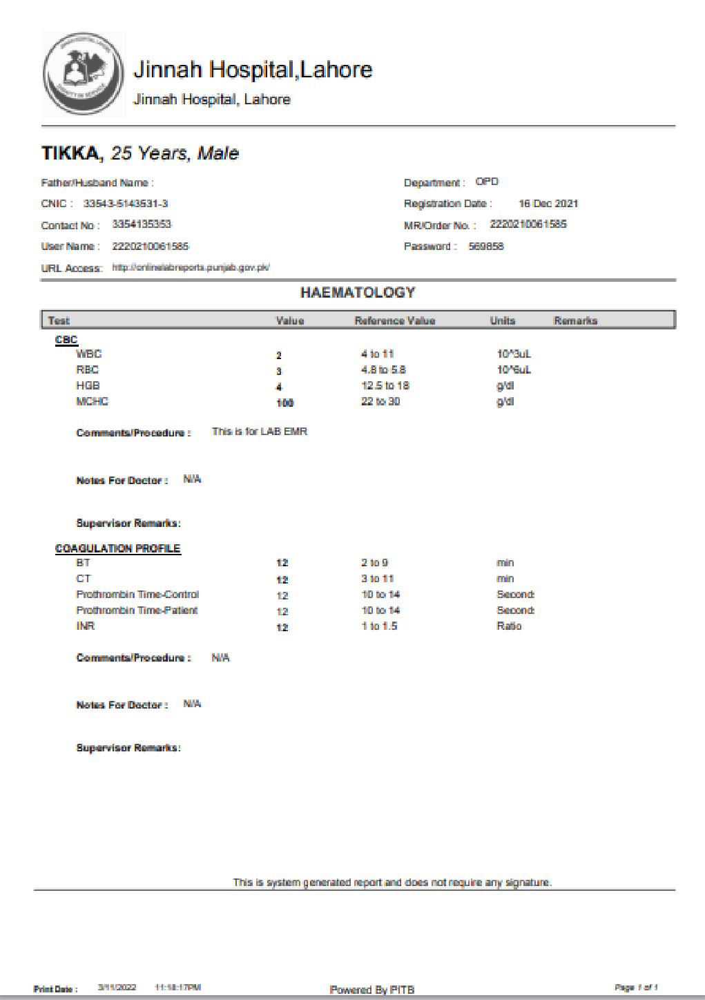 Jinnah Hospital,Lahore
Jinnah Hospital, Lahore
TIKKA, 25 Years, Male
Father/Husband Name :
Department : OPD
CNIC : 33543-5143531-3
Registration Date : 16 Dec 2021
Contact No : 3354135353
MR/Order No. : 2220210061585
User Name : 2220210061585
Password : 569858
URL Access: http://onlinelabreports.punjab.gov.pk/
HAEMATOLOGY
Test Value Reference Value Units Remarks
CBC
WBC 2 4 to 11 10^3uL
RBC 3 4.8 to 5.8 10^6uL
HGB 4 12.5 to 18 g/dl
MCHC 100 22 to 30 g/dl
Comments/Procedure : This is for LAB EMR
Notes For Doctor : N/A
Supervisor Remarks:
COAGULATION PROFILE
BT 12 2 to 9 min
CT 12 3 to 11 min
Prothrombin Time-Control 12 10 to 14 Second
Prothrombin Time-Patient 12 10 to 14 Second
INR 12 1 to 1.5 Ratio
Comments/Procedure : N/A
Notes For Doctor : N/A
Supervisor Remarks:
This is system generated report and does not require any signature.
Print Date : 3/11/2022 11:18:17PM
Powered By PITB
Page 1 of 1